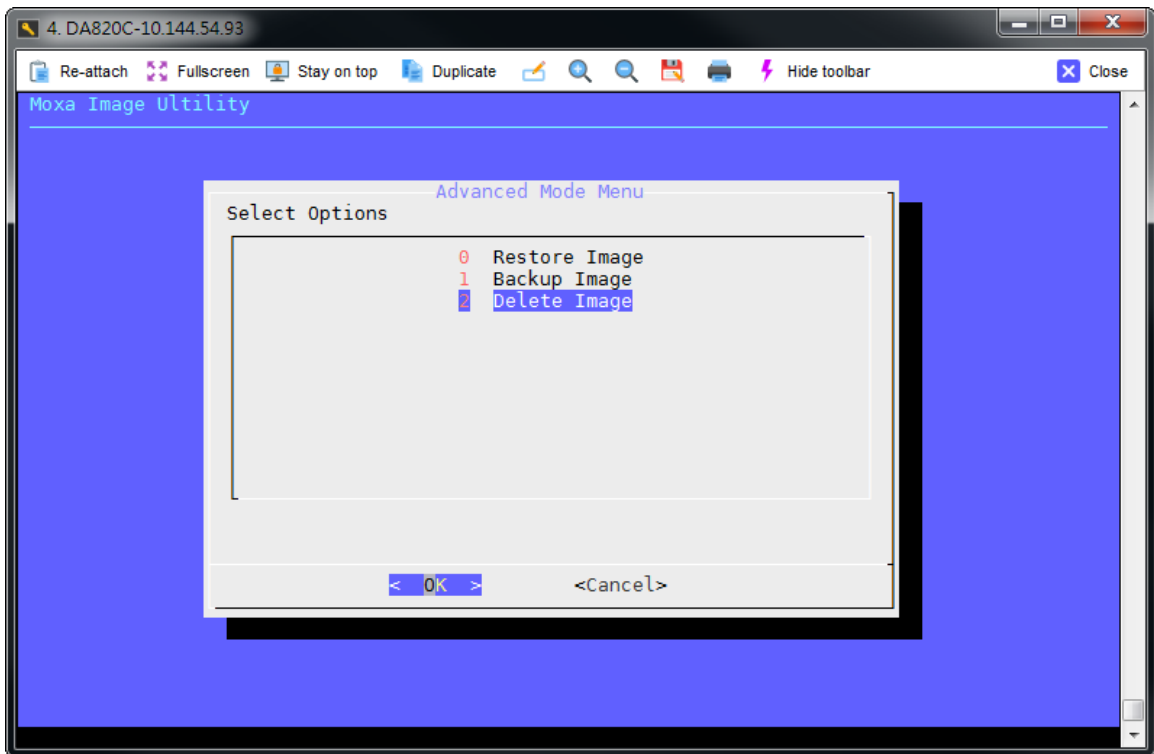 4. DA820C-10.144.54.93
Re-attach Fullscreen Stay on top Duplicate Hide toolbar Close
Moxa Image Ultility
Advanced Mode Menu
Select Options
0 Restore Image
1 Backup Image
2 Delete Image
< OK > <Cancel>